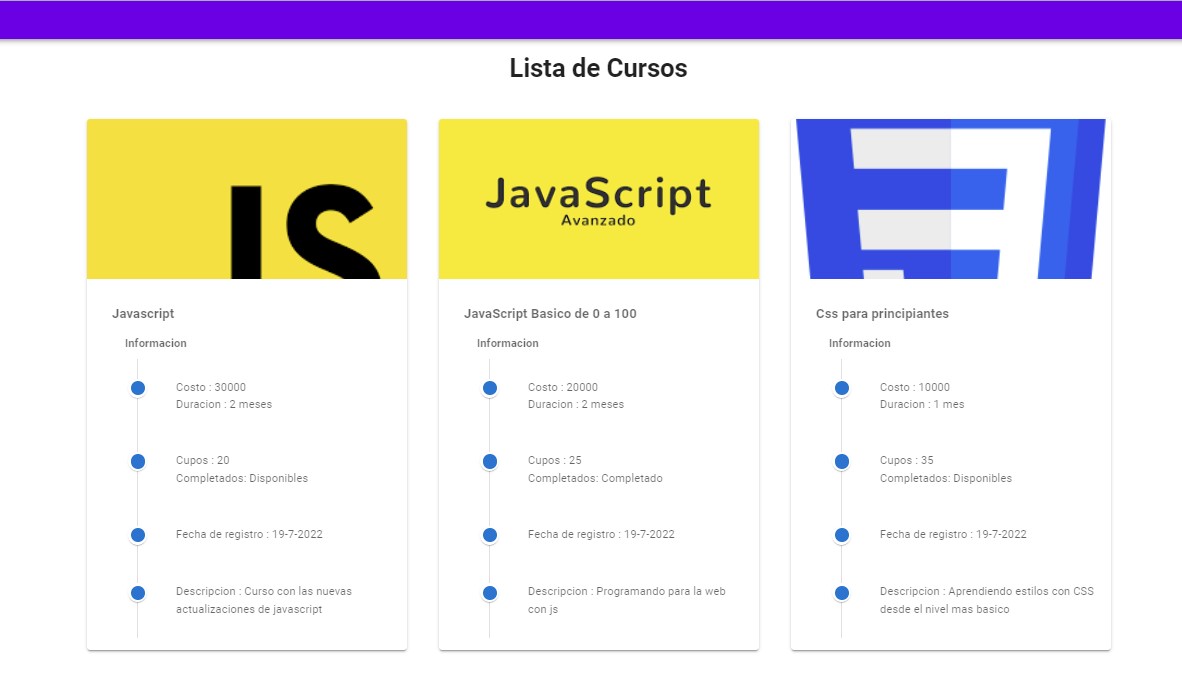 Lista de Cursos
JS
JavaScript
Avanzado
Javascript
Informacion
Costo : 30000
Duracion : 2 meses
Cupos : 20
Completados: Disponibles
Fecha de registro : 19-7-2022
Descripcion : Curso con las nuevas
actualizaciones de javascript
JavaScript Basico de 0 a 100
Informacion
Costo : 20000
Duracion : 2 meses
Cupos : 25
Completados: Completado
Fecha de registro : 19-7-2022
Descripcion : Programando para la web
con js
Css para principiantes
Informacion
Costo : 10000
Duracion : 1 mes
Cupos : 35
Completados: Disponibles
Fecha de registro : 19-7-2022
Descripcion : Aprendiendo estilos con CSS
desde el nivel mas basico